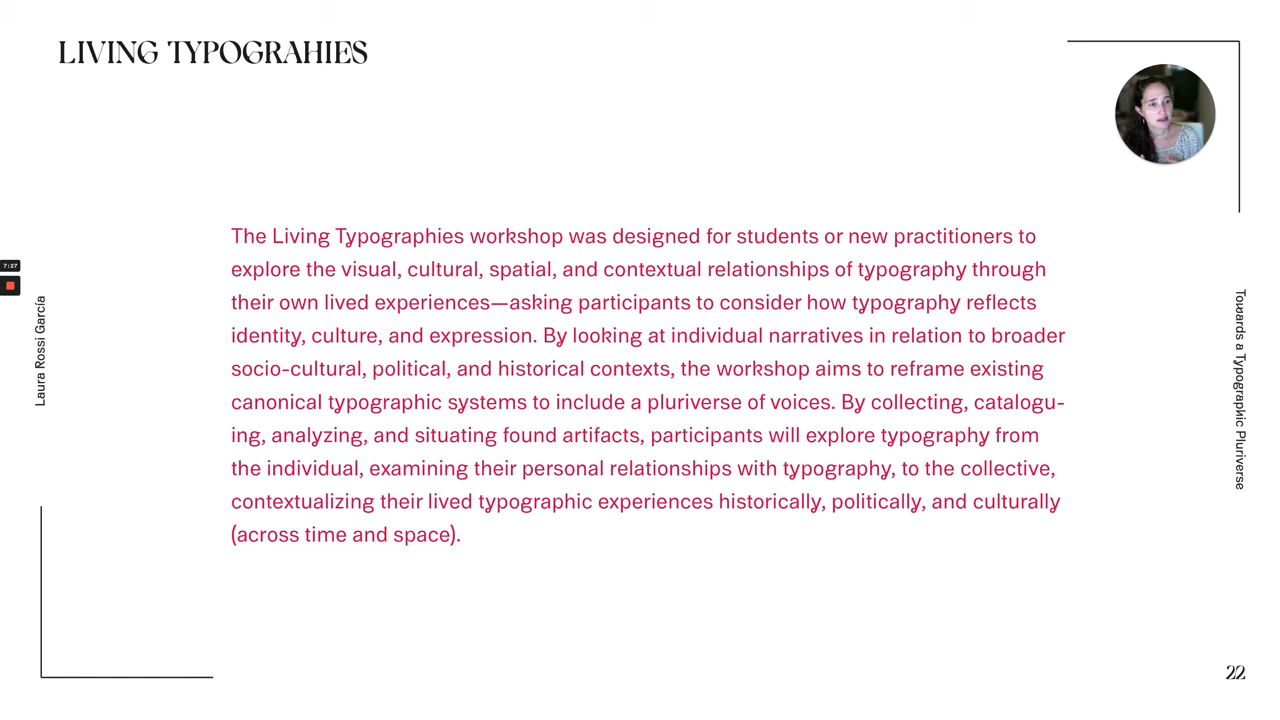 LIVING TYPOGRAHIES
The Living Typographies workshop was designed for students or new practitioners to
explore the visual, cultural, spatial, and contextual relationships of typography through
their own lived experiences—asking participants to consider how typography reflects
identity, culture, and expression. By looking at individual narratives in relation to broader
socio-cultural, political, and historical contexts, the workshop aims to reframe existing
canonical typographic systems to include a pluriverse of voices. By collecting, catalogu-
ing, analyzing, and situating found artifacts, participants will explore typography from
the individual, examining their personal relationships with typography, to the collective,
contextualizing their lived typographic experiences historically, politically, and culturally
(across time and space).
7:27
Laura Rossi García
Towards a Typographic Pluriverse
22